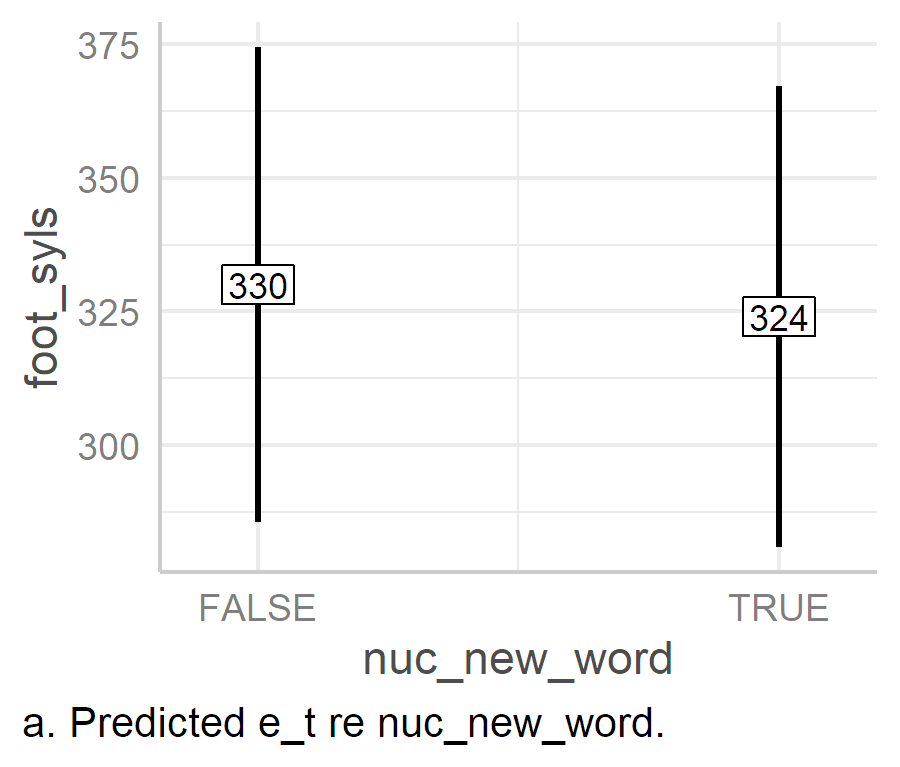 375
350
325
300
foot_syls
330
324
FALSE
TRUE
nuc_new_word
a. Predicted e_t re nuc_new_word.